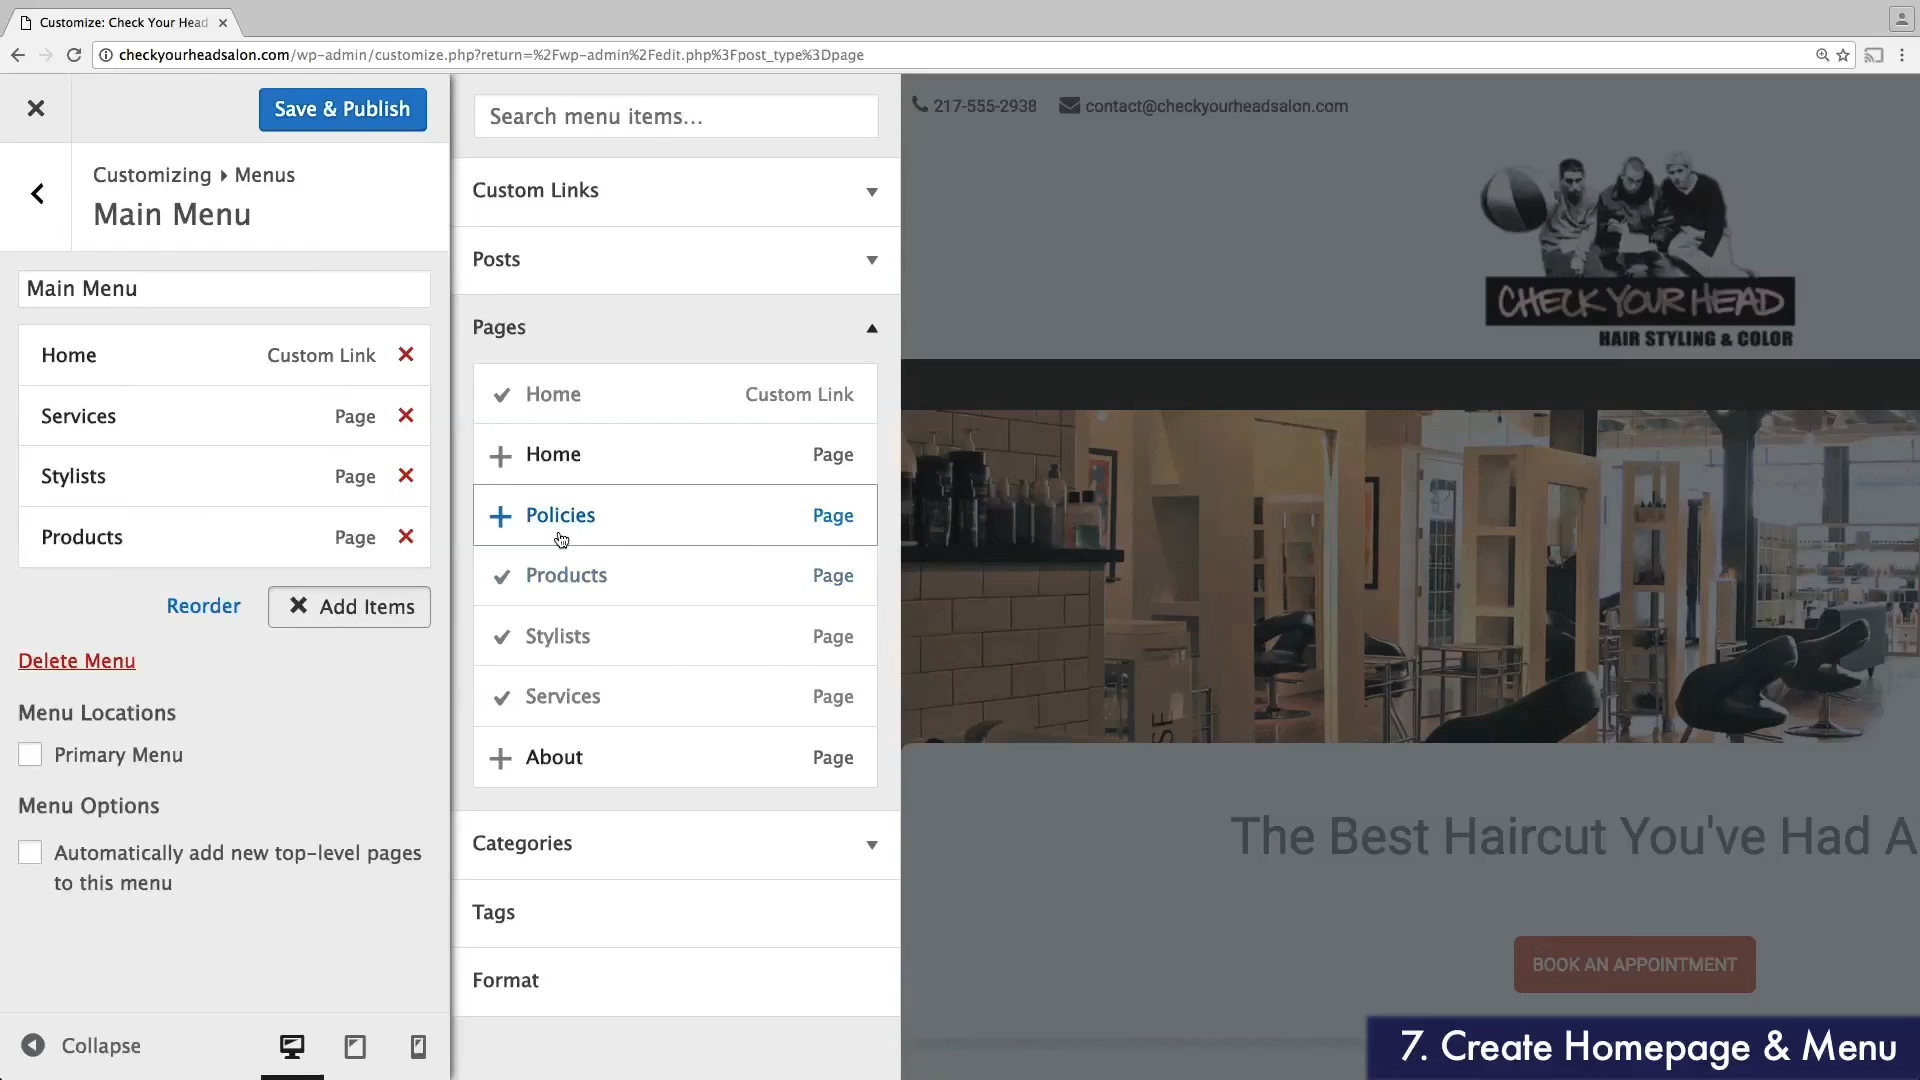 Customize: Check Your Head
checkyourheadsalon.com/wp-admin/customize.php?return=%2Fwp-admin%2Fedit.php%3Fpost_type%3Dpage
Save & Publish
Customizing ▸ Menus
Main Menu
Main Menu
Home Custom Link
Services Page
Stylists Page
Products Page
Reorder
Add Items
Delete Menu
Menu Locations
Primary Menu
Menu Options
Automatically add new top-level pages
to this menu
Collapse
Search menu items...
Custom Links
Posts
Pages
Home Custom Link
Home Page
Policies Page
Products Page
Stylists Page
Services Page
About Page
Categories
Tags
Format
217-555-2938 contact@checkyourheadsalon.com
CHECK YOUR HEAD
HAIR STYLING & COLOR
The Best Haircut You've Had A
BOOK AN APPOINTMENT
7. Create Homepage & Menu